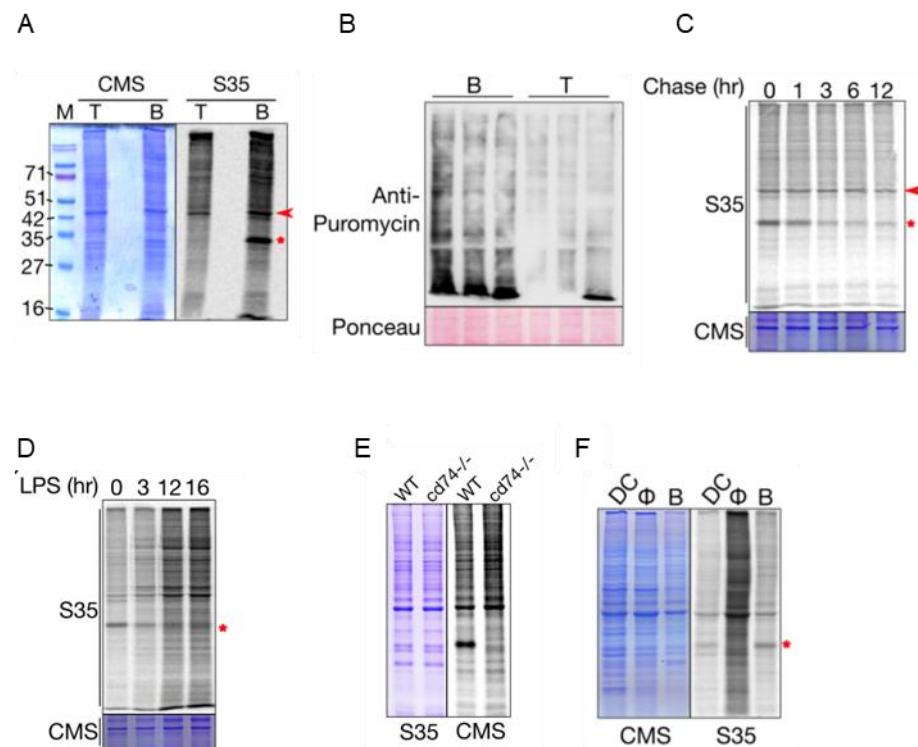 A
CMS S35
M T B T B
71
51
42
35
27
16
*
B
B T
Anti-
Puromycin
Ponceau
C
Chase (hr) 0 1 3 6 12
S35
*
CMS
D
LPS (hr) 0 3 12 16
S35
*
CMS
E
WT cd74-/- WT cd74-/-
S35 CMS
F
DC Φ B DC Φ B
*
CMS S35